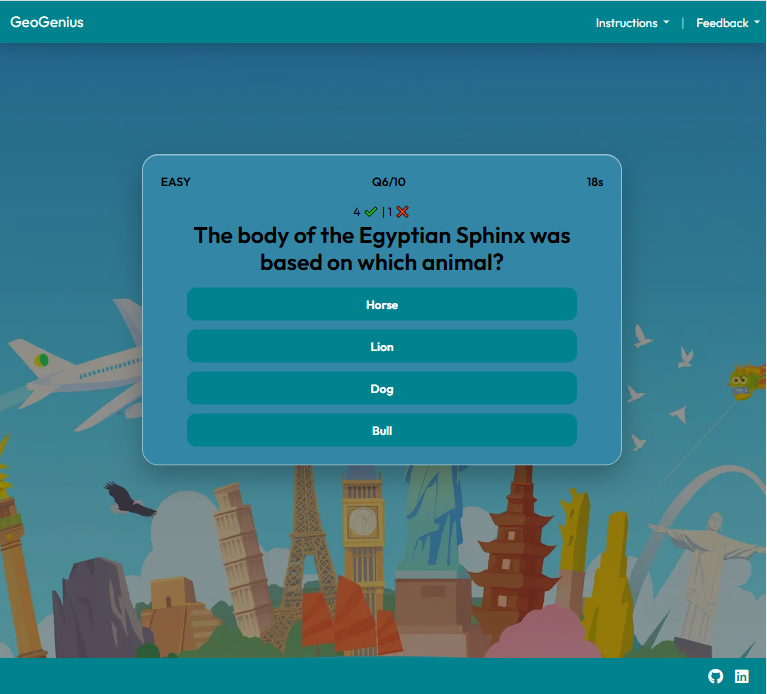 GeoGenius
Instructions | Feedback
EASY Q6/10 18s
4 ✔ | 1 ❌
The body of the Egyptian Sphinx was
based on which animal?
Horse
Lion
Dog
Bull